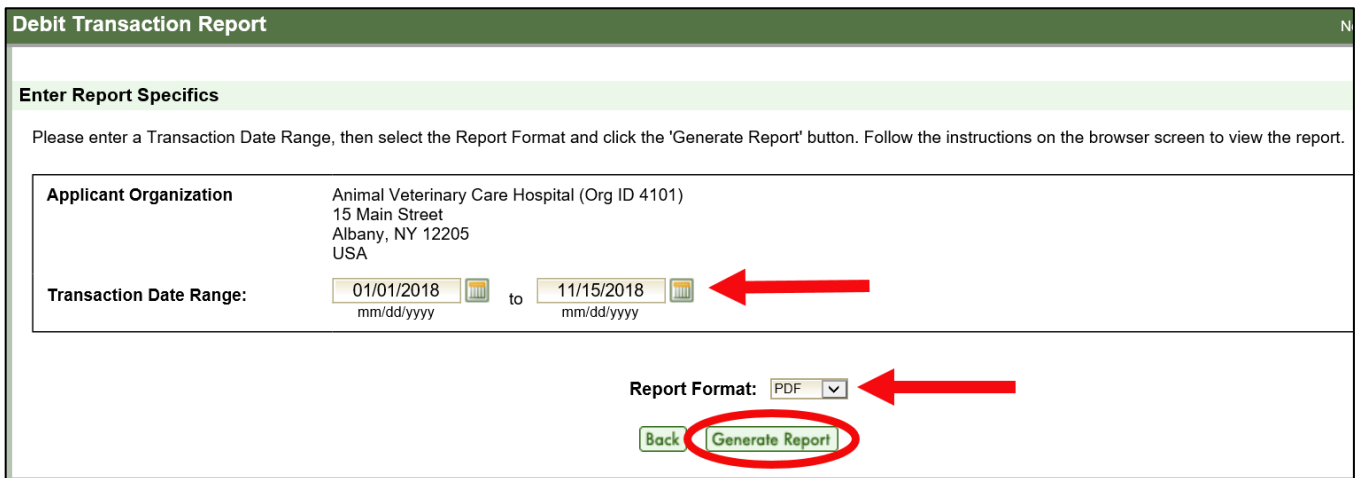 Debit Transaction Report
Enter Report Specifics
Please enter a Transaction Date Range, then select the Report Format and click the 'Generate Report' button. Follow the instructions on the browser screen to view the report.
Applicant Organization Animal Veterinary Care Hospital (Org ID 4101)
15 Main Street
Albany, NY 12205
USA
Transaction Date Range: 01/01/2018 to 11/15/2018
mm/dd/yyyy mm/dd/yyyy
Report Format: PDF
Back Generate Report